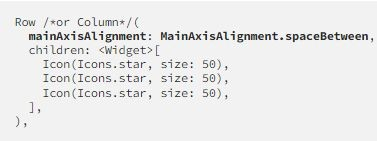 Row /*or Column*/(
  mainAxisAlignment: MainAxisAlignment.spaceBetween,
  children: <Widget>[
    Icon(Icons.star, size: 50),
    Icon(Icons.star, size: 50),
    Icon(Icons.star, size: 50),
  ],
),